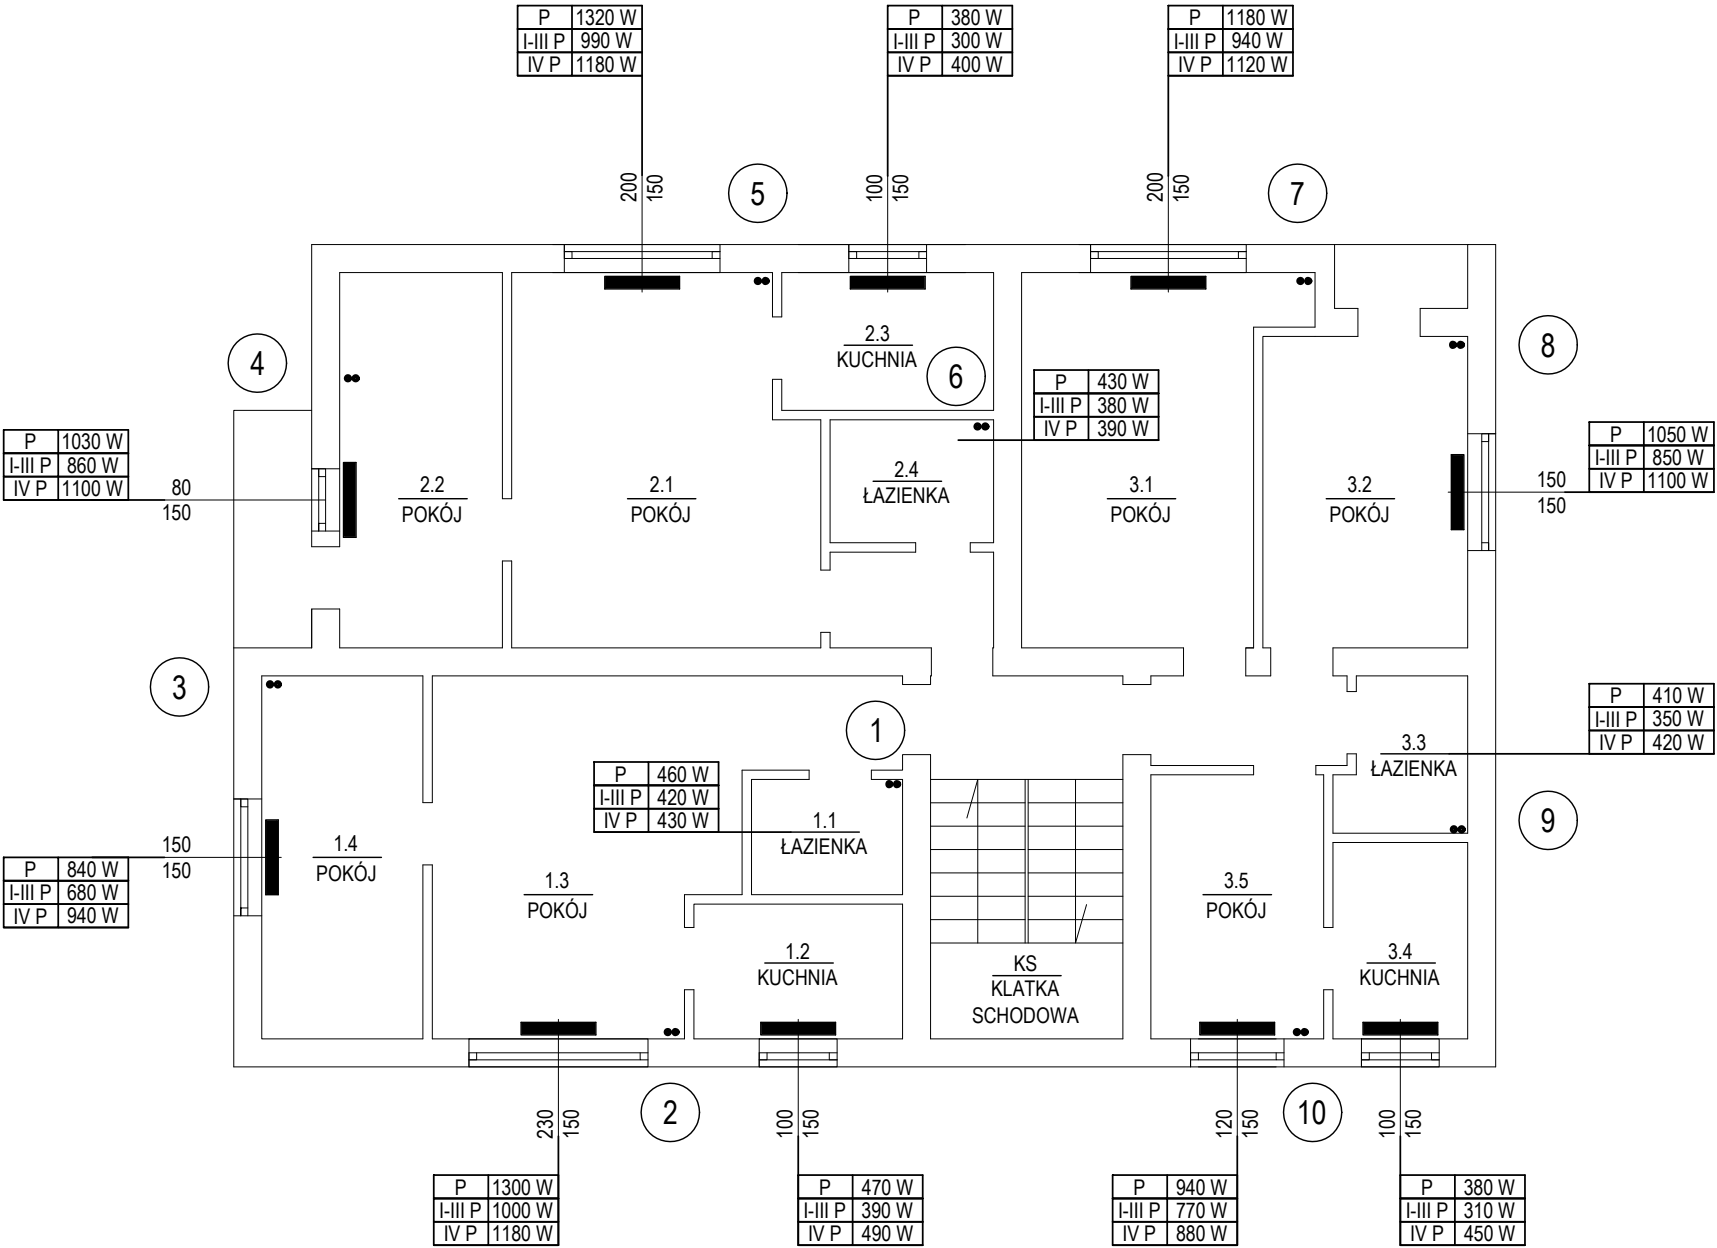 P 1320 W
I-III P 990 W
IV P 1180 W
P 380 W
I-III P 300 W
IV P 400 W
P 1180 W
I-III P 940 W
IV P 1120 W
200
150
5
100
150
200
150
7
4
2.3
KUCHNIA
6
8
P 430 W
I-III P 380 W
IV P 390 W
P 1030 W
I-III P 860 W
IV P 1100 W
80
150
2.2
POKÓJ
2.1
POKÓJ
2.4
ŁAZIENKA
3.1
POKÓJ
3.2
POKÓJ
150
150
P 1050 W
I-III P 850 W
IV P 1100 W
3
1
P 410 W
I-III P 350 W
IV P 420 W
3.3
ŁAZIENKA
P 460 W
I-III P 420 W
IV P 430 W
1.1
ŁAZIENKA
9
150
150
P 840 W
I-III P 680 W
IV P 940 W
1.4
POKÓJ
1.3
POKÓJ
3.5
POKÓJ
1.2
KUCHNIA
KS
KLATKA
SCHODOWA
3.4
KUCHNIA
230
150
2
100
150
120
150
10
100
150
P 1300 W
I-III P 1000 W
IV P 1180 W
P 470 W
I-III P 390 W
IV P 490 W
P 940 W
I-III P 770 W
IV P 880 W
P 380 W
I-III P 310 W
IV P 450 W